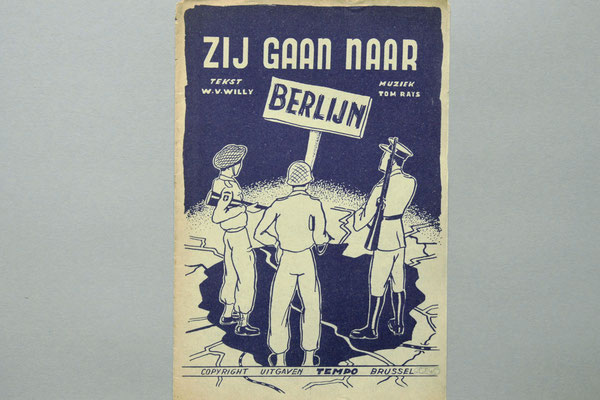 ZIJ GAAN NAAR
TEKST
W.V. WILLY
MUZIEK
TOM RAYS
BERLIJN
COPYRIGHT UITGAVEN TEMPO BRUSSEL